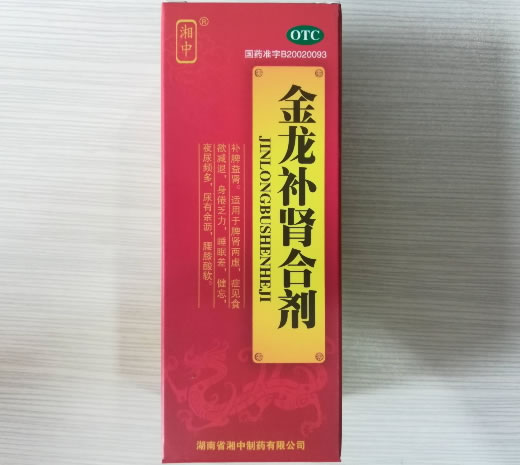 湘中®
OTC
国药准字B20020093
金龙补肾合剂
JINLONGBUSHENHEJI
补脾益肾。适用于脾肾两虚，症见食
欲减退，身倦乏力，睡眠差，健忘，
夜尿频多，尿有余沥，腰膝酸软。
湖南省湘中制药有限公司